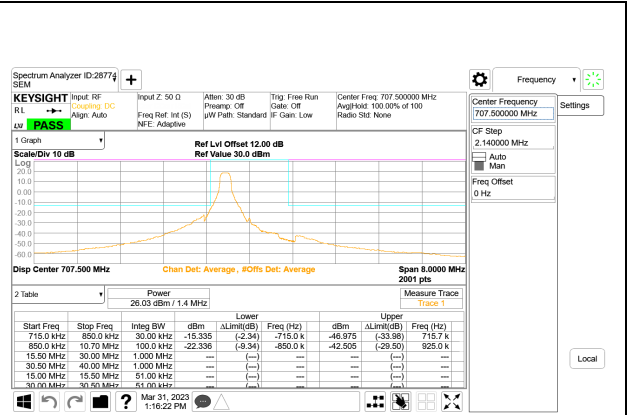 Spectrum Analyzer ID:28774
SEM
+
Frequency
KEYSIGHT Input: RF Input Z: 50 Ω Atten: 30 dB Trig: Free Run Center Freq: 707.500000 MHz
R L Coupling: DC Preamp: Off Gate: Off Avg|Hold: 100.00% of 100
Align: Auto Freq Ref: Int (S) µW Path: Standard IF Gain: Low Radio Std: None
LXI PASS NFE: Adaptive
Center Frequency Settings
707.500000 MHz
CF Step
2.140000 MHz
Auto
Man
Freq Offset
0 Hz
1 Graph Ref Lvl Offset 12.00 dB
Scale/Div 10 dB Ref Value 30.0 dBm
Log
20.0
10.0
0.00
-10.0
-20.0
-30.0
-40.0
-50.0
-60.0
Disp Center 707.500 MHz Chan Det: Average , #Offs Det: Average Span 8.0000 MHz
2001 pts
2 Table Power Measure Trace
26.03 dBm / 1.4 MHz Trace 1
Lower Upper
Start Freq Stop Freq Integ BW dBm ΔLimit(dB) Freq (Hz) dBm ΔLimit(dB) Freq (Hz)
715.0 kHz 850.0 kHz 30.00 kHz -15.335 (-2.34) -715.0 k -46.975 (-33.98) 715.7 k
850.0 kHz 10.70 MHz 100.0 kHz -22.336 (-9.34) -850.0 k -42.505 (-29.50) 925.0 k
15.50 MHz 30.00 MHz 1.000 MHz --- (---) --- --- (---) ---
30.50 MHz 40.00 MHz 1.000 MHz --- (---) --- --- (---) ---
15.00 MHz 15.50 MHz 51.00 kHz --- (---) --- --- (---) ---
30.00 MHz 30.50 MHz 51.00 kHz --- (---) --- --- (---) ---
Local
? Mar 31, 2023
1:16:22 PM